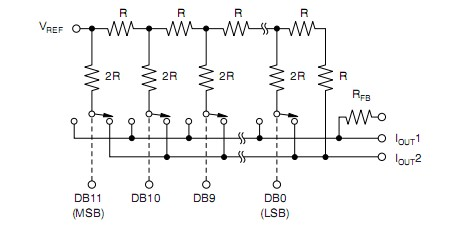 R R R R
VREF
2R 2R 2R 2R R
RFB
IOUT1
IOUT2
DB11 DB10 DB9 DB0
(MSB) (LSB)